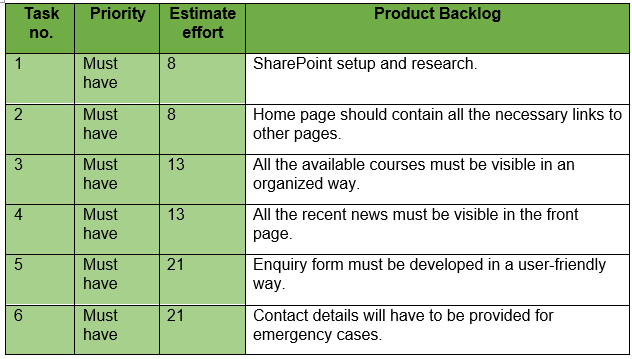 Task no. Priority Estimate effort Product Backlog
1 Must have 8 SharePoint setup and research.
2 Must have 8 Home page should contain all the necessary links to other pages.
3 Must have 13 All the available courses must be visible in an organized way.
4 Must have 13 All the recent news must be visible in the front page.
5 Must have 21 Enquiry form must be developed in a user-friendly way.
6 Must have 21 Contact details will have to be provided for emergency cases.